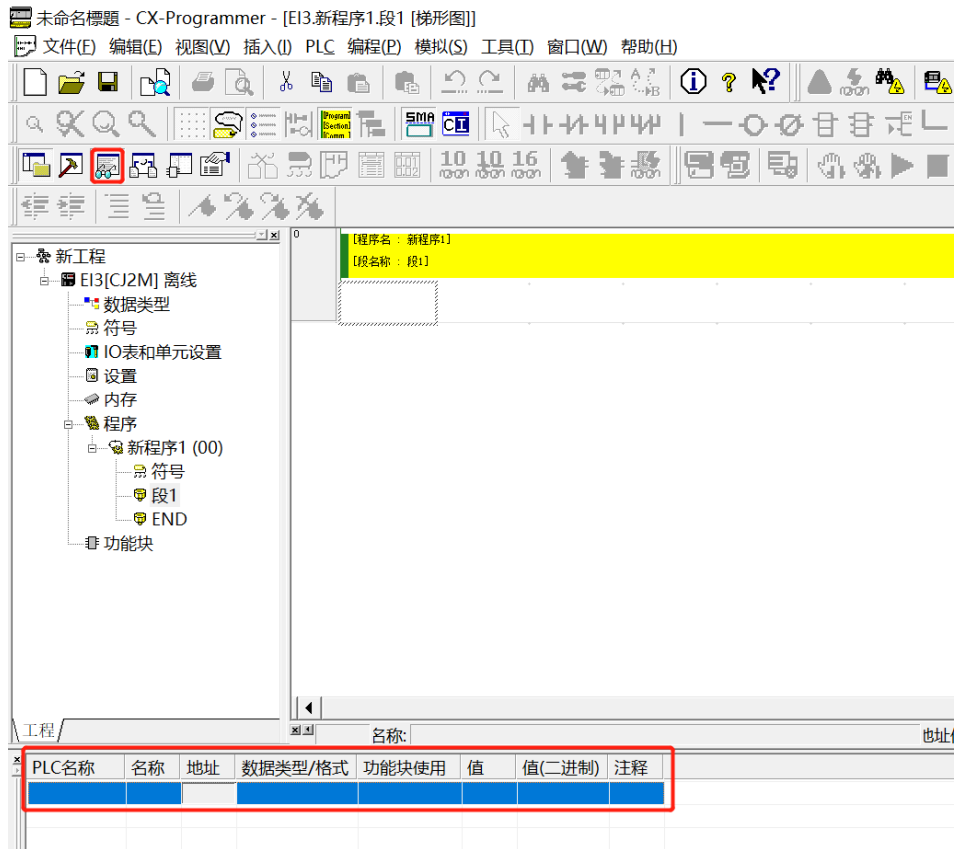 未命名標題 - CX-Programmer - [EI3.新程序1.段1 [梯形图]]
文件(F) 编辑(E) 视图(V) 插入(I) PLC 编程(P) 模拟(S) 工具(T) 窗口(W) 帮助(H)
SMA
CI
10 10 16
新工程
EI3[CJ2M] 离线
数据类型
符号
IO表和单元设置
设置
内存
程序
新程序1 (00)
符号
段1
END
功能块
工程
0
[程序名 : 新程序1]
[段名称 : 段1]
名称:
PLC名称 名称 地址 数据类型/格式 功能块使用 值 值(二进制) 注释